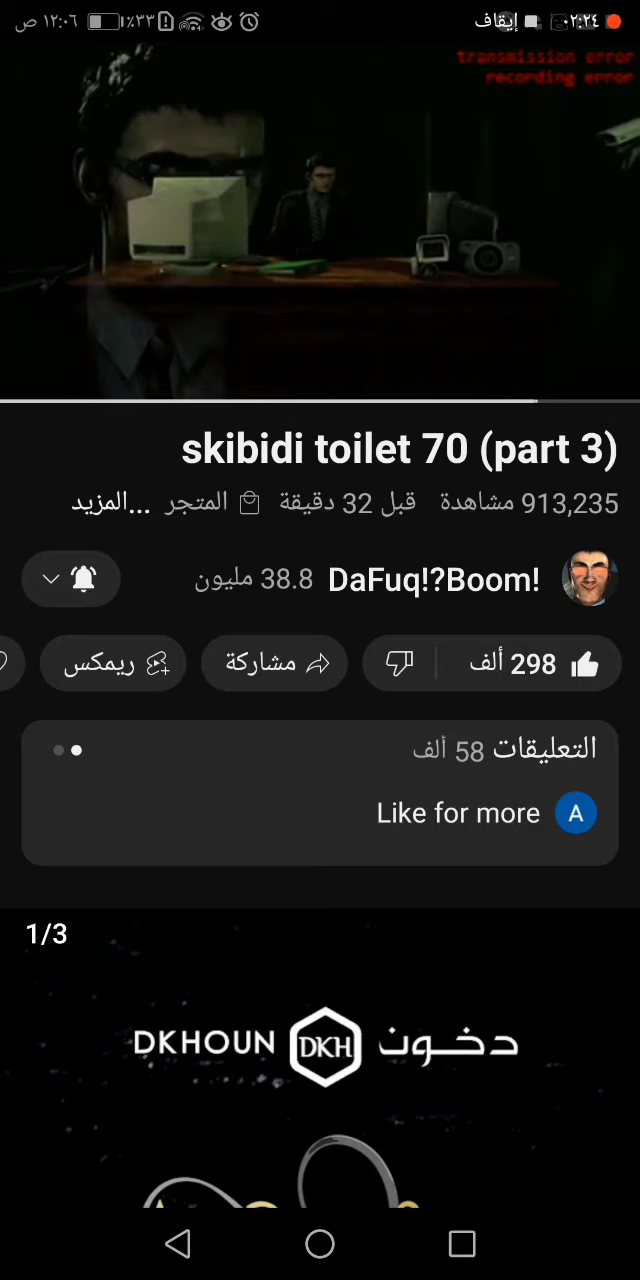 ١٢:٠٦ ص ٪٣٣ إيقاف ٠٢:٢٤
transmission error
recording error
skibidi toilet 70 (part 3)
913,235 مشاهدة قبل 32 دقيقة المتجر ...المزيد
DaFuq!?Boom! 38.8 مليون
298 ألف مشاركة ريمكس
التعليقات 58 ألف
A Like for more
1/3
DKHOUN DKH دخون